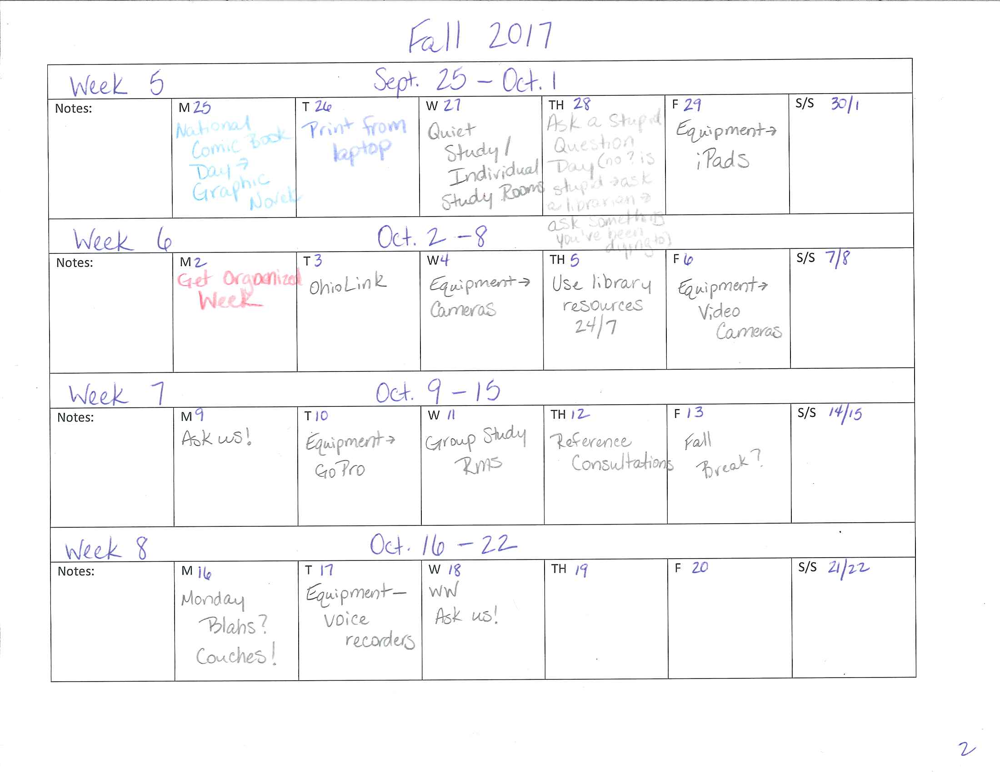 Fall 2017
Week 5 Sept. 25 - Oct. 1
Notes:
M 25
National
Comic Book
Day →
Graphic
Novels
T 26
Print from
laptop
W 27
Quiet
Study /
Individual
Study Rooms
TH 28
Ask a Stupid
Question
Day (no ? is
stupid → ask
a librarian →
ask something
you've been
dying to)
F 29
Equipment →
iPads
S/S 30/1
Week 6 Oct. 2 - 8
Notes:
M 2
Get Organized
Week
T 3
OhioLink
W 4
Equipment →
Cameras
TH 5
Use library
resources
24/7
F 6
Equipment →
Video
Cameras
S/S 7/8
Week 7 Oct. 9 - 15
Notes:
M 9
Ask us!
T 10
Equipment →
GoPro
W 11
Group Study
Rms
TH 12
Reference
Consultations
F 13
Fall
Break?
S/S 14/15
Week 8 Oct. 16 - 22
Notes:
M 16
Monday
Blahs?
Couches!
T 17
Equipment —
voice
recorders
W 18
WW
Ask us!
TH 19
F 20
S/S 21/22
2